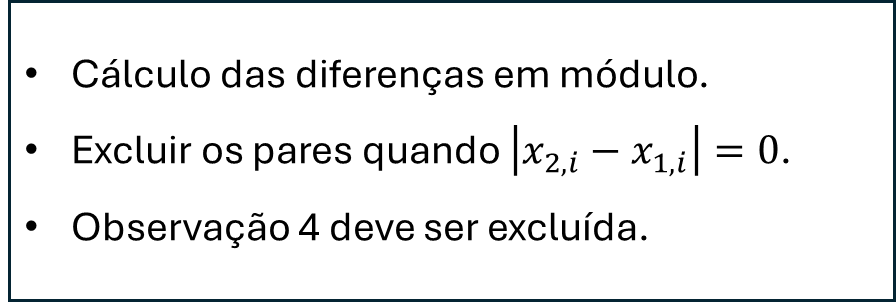 • Cálculo das diferenças em módulo.
• Excluir os pares quando |x₂,ᵢ − x₁,ᵢ| = 0.
• Observação 4 deve ser excluída.